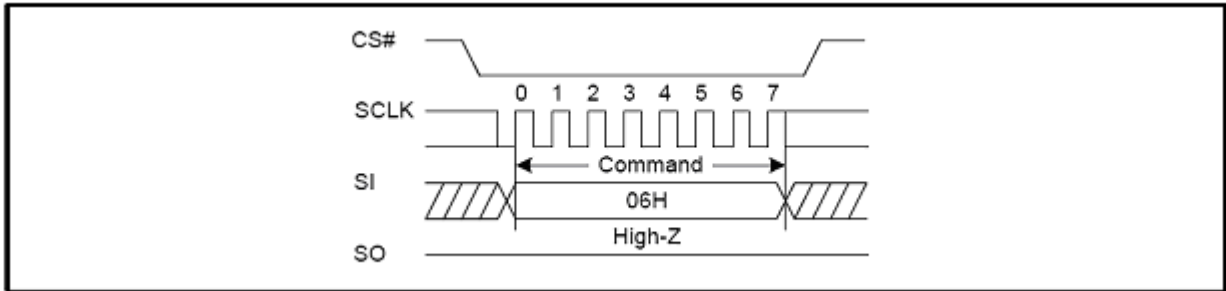 CS#
0 1 2 3 4 5 6 7
SCLK
Command
SI
06H
High-Z
SO